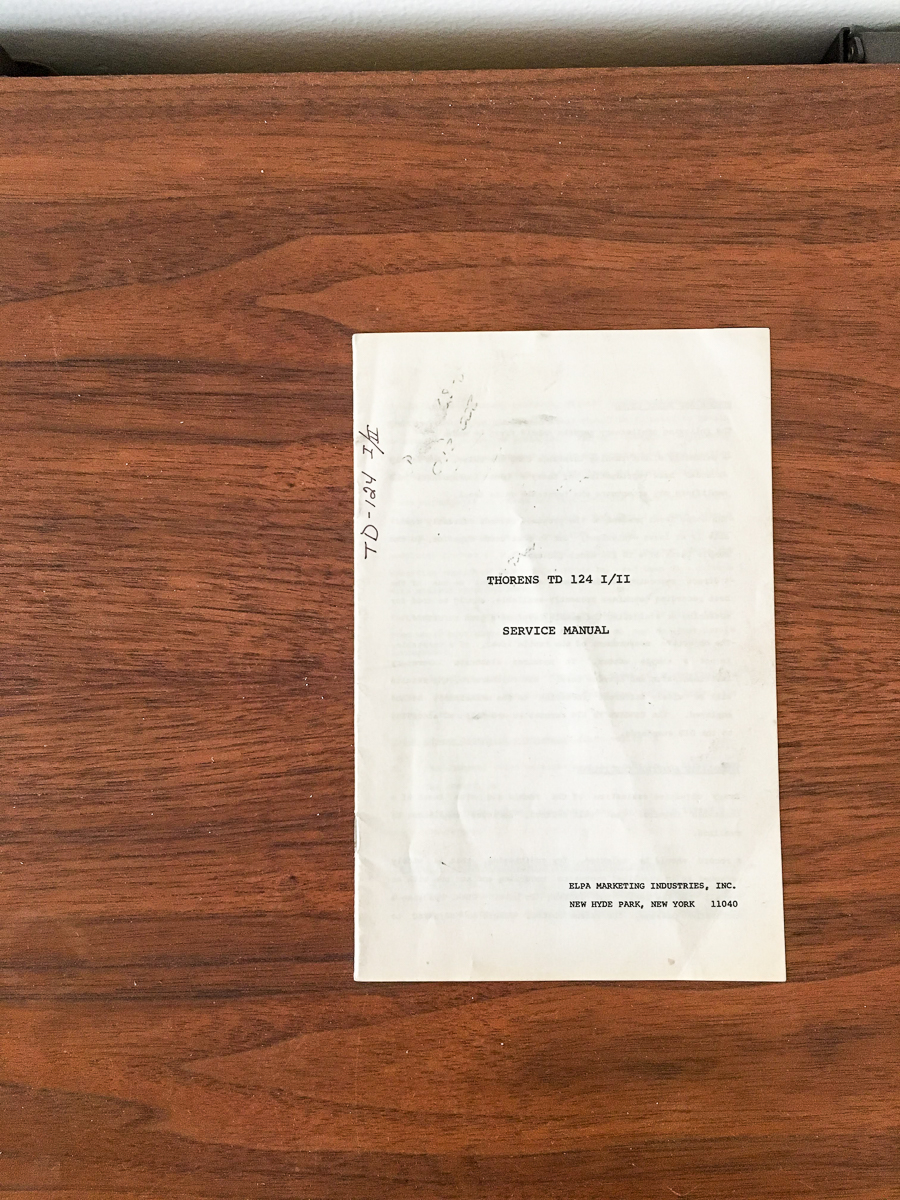 TD-124 I/II
THORENS TD 124 I/II
SERVICE MANUAL
ELPA MARKETING INDUSTRIES, INC.
NEW HYDE PARK, NEW YORK 11040